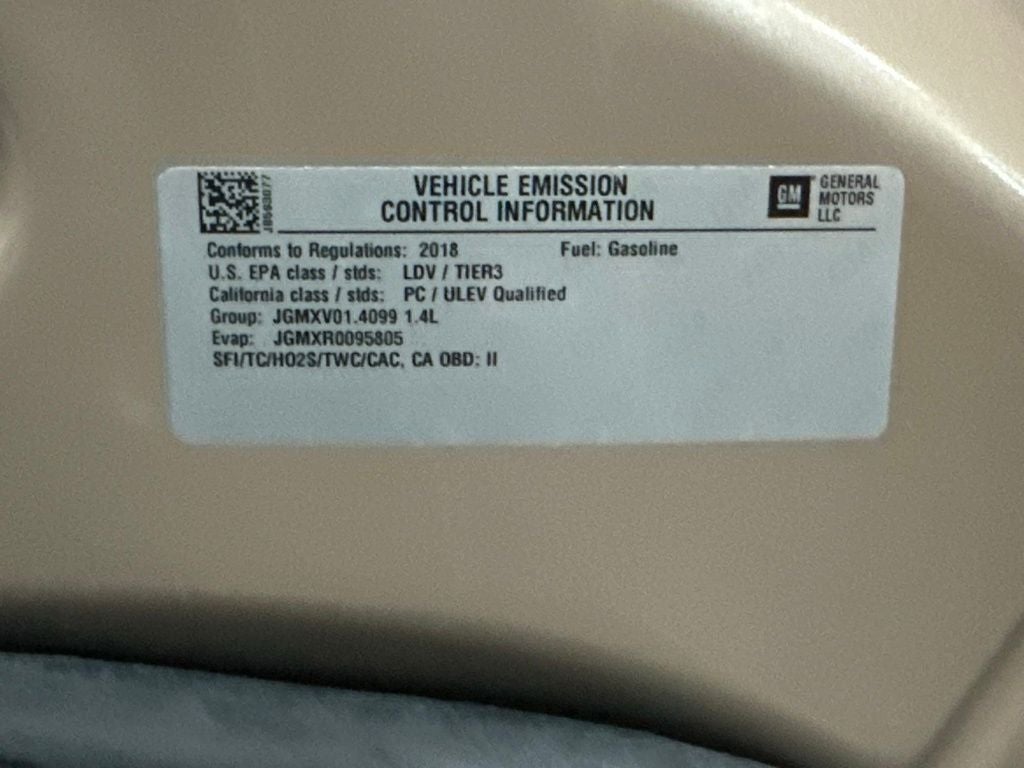 VEHICLE EMISSION
CONTROL INFORMATION
GM GENERAL
MOTORS
LLC
Conforms to Regulations: 2018 Fuel: Gasoline
U.S. EPA class / stds: LDV / TIER3
California class / stds: PC / ULEV Qualified
Group: JGMXV01.4099 1.4L
Evap: JGMXR0095805
SFI/TC/HO2S/TWC/CAC, CA OBD: II